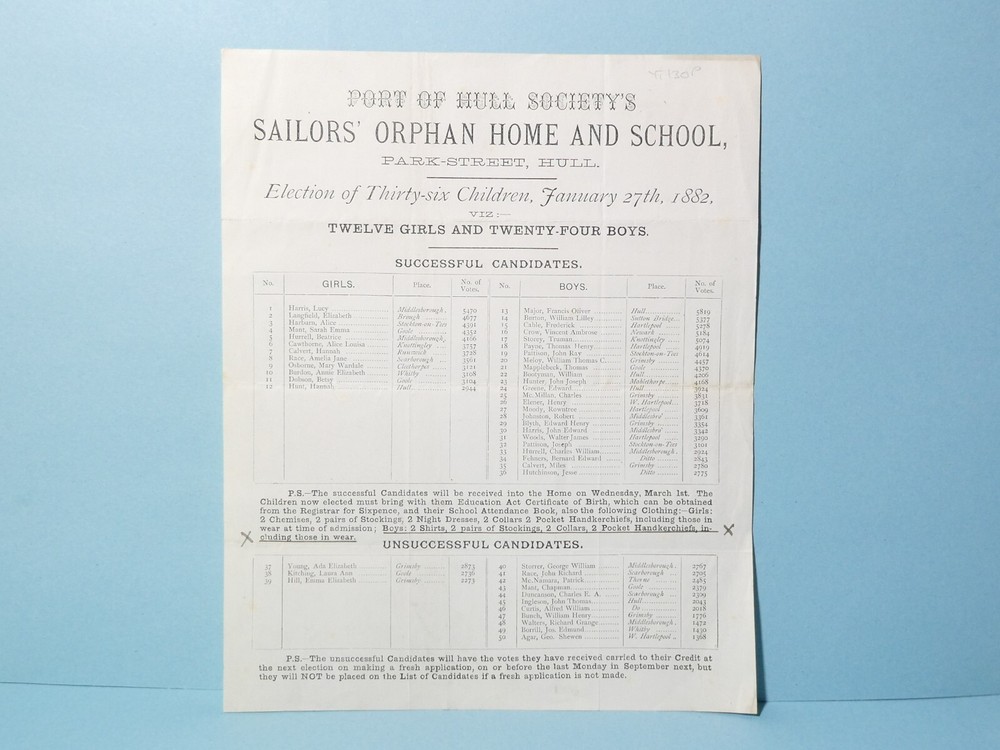 PORT OF HULL SOCIETY'S
SAILORS' ORPHAN HOME AND SCHOOL,
PARK-STREET, HULL.
Election of Thirty-six Children, January 27th, 1882,
VIZ :—
TWELVE GIRLS AND TWENTY-FOUR BOYS.
SUCCESSFUL CANDIDATES.
No. GIRLS. Place. No. of Votes. No. BOYS. Place. No. of Votes.
1 Harris, Lucy Middlesborough. 5470
2 Langfield, Elizabeth Brough 4677
3 Harburn, Alice Stockton-on-Tees 4391
4 Mant, Sarah Emma Goole 4352
5 Hurrell, Beatrice Middlesborough, 4166
6 Cawthorne, Alice Louisa Knottingley 3757
7 Calvert, Hannah Runswick 3728
8 Race, Amelia Jane Scarborough 3561
9 Osborne, Mary Wardale Cleethorpes 3121
10 Burdon, Annie Elizabeth Whitby 3108
11 Dobson, Betsy Goole 3104
12 Hunt, Hannah Hull 2944
13 Major, Francis Oliver Hull 5819
14 Burton, William Lilley Sutton Bridge 5377
15 Cable, Frederick Hartlepool 5278
16 Crow, Vincent Ambrose Newark 5184
17 Storey, Truman Knottingley 5074
18 Payne, Thomas Henry Hartlepool 4919
19 Pattison, John Ray Stockton-on-Tees 4614
20 Meloy, William Thomas C. Grimsby 4457
21 Mapplebeck, Thomas Goole 4370
22 Bootyman, William Hull 4206
23 Hunter, John Joseph Mablethorpe 4168
24 Greene, Edward Hull 3924
25 Mc.Millan, Charles Grimsby 3831
26 Elsner, Henry W. Hartlepool 3718
27 Moody, Rowntree Hartlepool 3609
28 Johnston, Robert Middlesbro' 3361
29 Blyth, Edward Henry Grimsby 3354
30 Harris, John Edward Middlesbro' 3342
31 Woods, Walter James Hartlepool 3290
32 Pattison, Joseph Stockton-on-Tees 3101
33 Hurrell, Charles William Middlesborough 2924
34 Bernard Edward Ditto 2843
35 Calvert, Miles Grimsby 2780
36 Hutchinson, Jesse Ditto 2775
P.S.—The successful Candidates will be received into the Home on Wednesday, March 1st. The
Children now elected must bring with them Education Act Certificate of Birth, which can be obtained
from the Registrar for Sixpence, and their School Attendance Book, also the following Clothing:—Girls:
2 Chemises, 2 pairs of Stockings, 2 Night Dresses, 2 Collars 2 Pocket Handkerchiefs, including those in
wear at time of admission; Boys: 2 Shirts, 2 pairs of Stockings, 2 Collars, 2 Pocket Handkerchiefs, in-
cluding those in wear.
UNSUCCESSFUL CANDIDATES.
37 Young, Ada Elizabeth Grimsby 2873
38 Kitching, Laura Ann Goole 2736
39 Hill, Emma Elizabeth Grimsby 2273
40 Storrer, George William Middlesborough. 2767
41 Race, John Richard Scarborough 2705
42 Mc.Namara, Patrick Thorne 2485
43 Mant, Chapman Goole 2379
44 Duncanson, Charles E. A. Scarborough 2309
45 Ingleson, John Thomas Hull 2043
46 Curtis, Alfred William Do 2018
47 Bunch, William Henry Grimsby 1776
48 Walters, Richard Grange Middlesborough. 1472
49 Borrill, Jos. Edmund Whitby 1430
50 Agar, Geo. Shewen W. Hartlepool 1368
P.S.—The unsuccessful Candidates will have the votes they have received carried to their Credit at
the next election on making a fresh application, on or before the last Monday in September next, but
they will NOT be placed on the List of Candidates if a fresh application is not made.